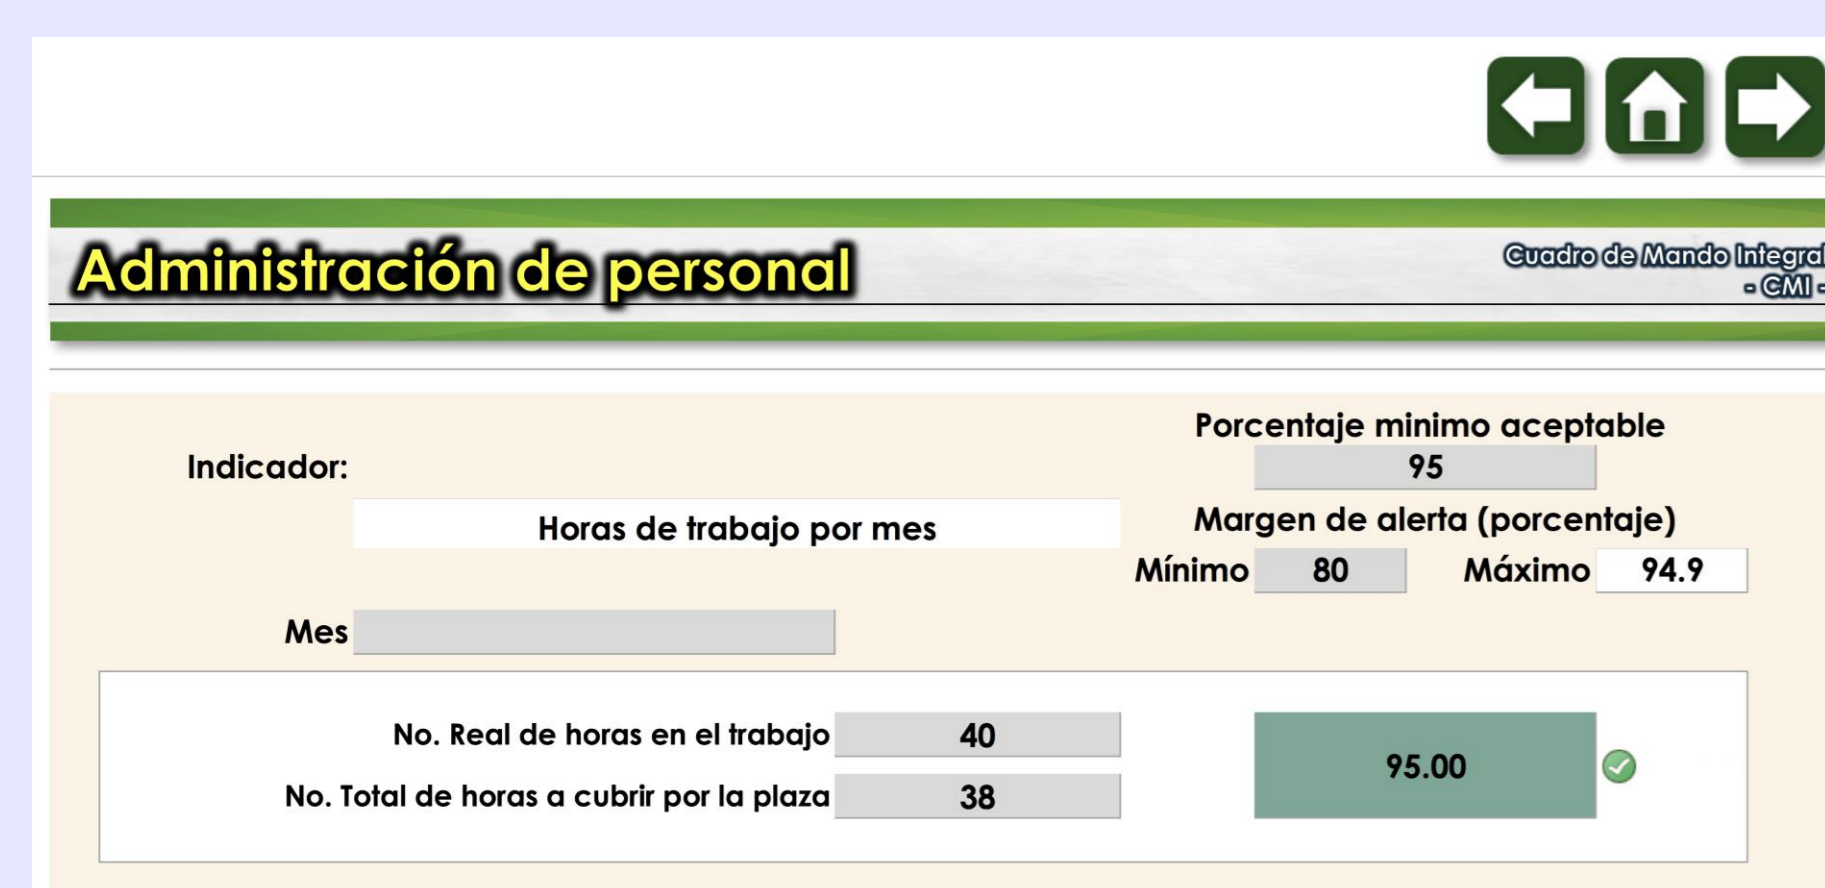 Administración de personal
Cuadro de Mando Integral
- CMI -
Porcentaje minimo aceptable
Indicador:
95
Horas de trabajo por mes
Margen de alerta (porcentaje)
Mínimo 80 Máximo 94.9
Mes
No. Real de horas en el trabajo 40
95.00
No. Total de horas a cubrir por la plaza 38